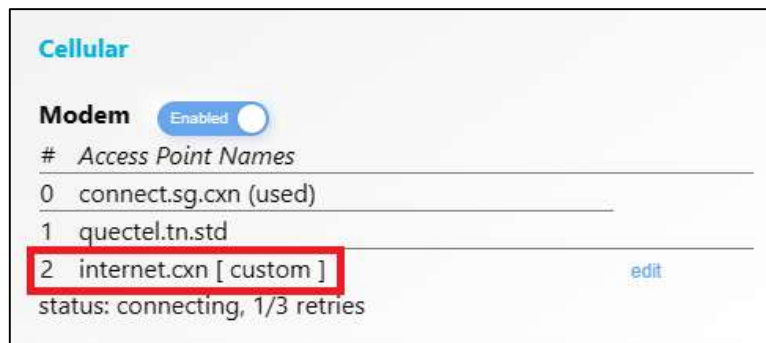 Cellular
Modem Enabled
# Access Point Names
0 connect.sg.cxn (used)
1 quectel.tn.std
2 internet.cxn [ custom ] edit
status: connecting, 1/3 retries